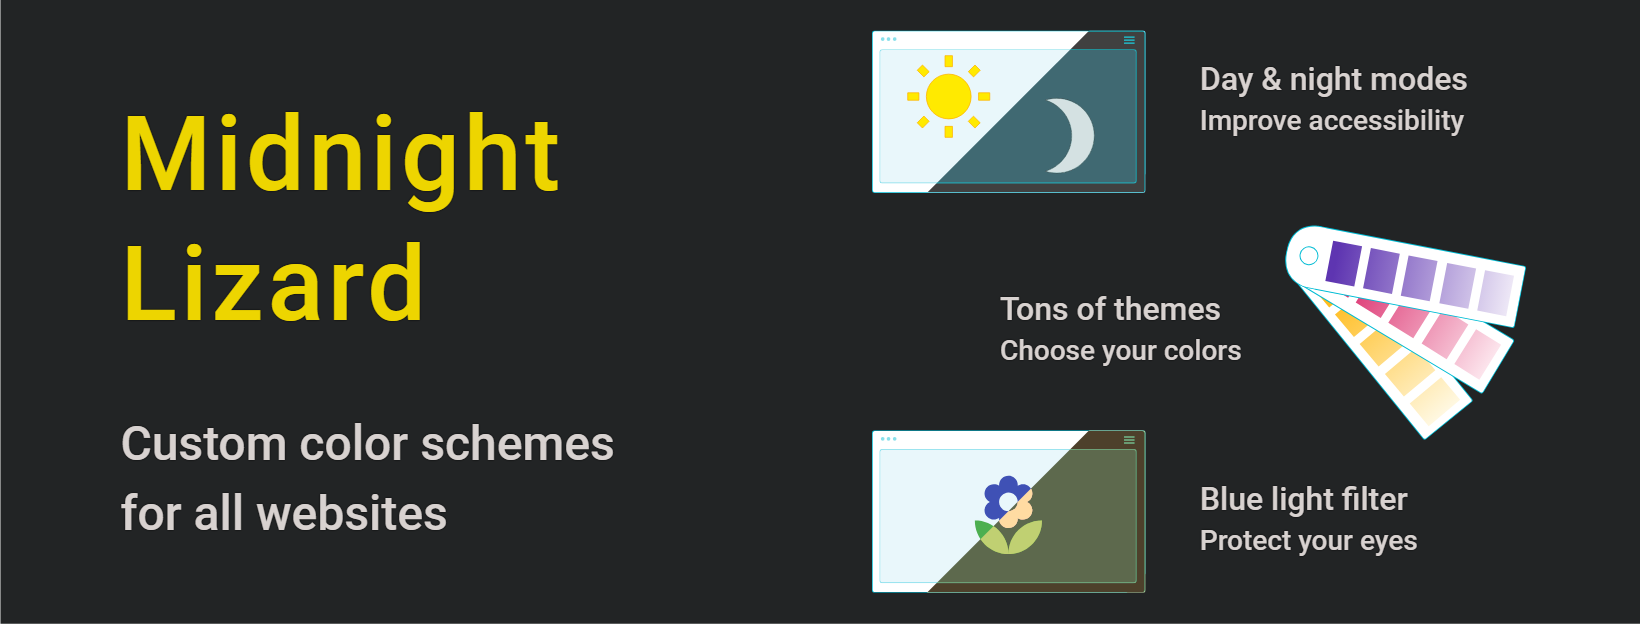 Midnight
Lizard
Custom color schemes
for all websites
Day & night modes
Improve accessibility
Tons of themes
Choose your colors
Blue light filter
Protect your eyes